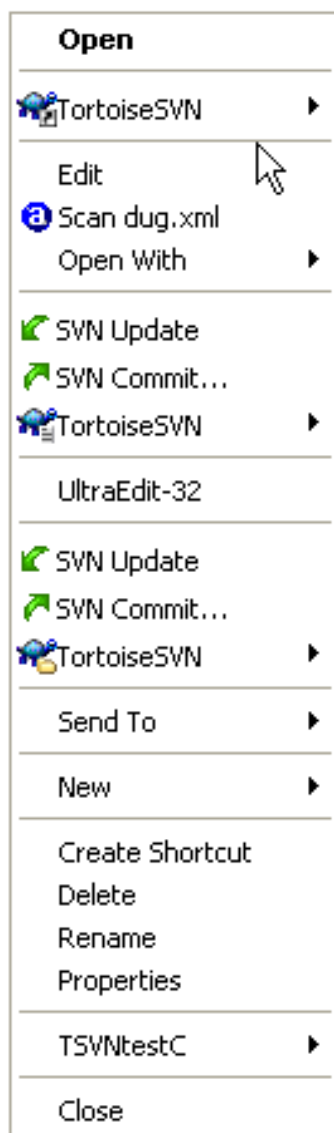 Open
TortoiseSVN
Edit
Scan dug.xml
Open With
SVN Update
SVN Commit...
TortoiseSVN
UltraEdit-32
SVN Update
SVN Commit...
TortoiseSVN
Send To
New
Create Shortcut
Delete
Rename
Properties
TSVNtestC
Close